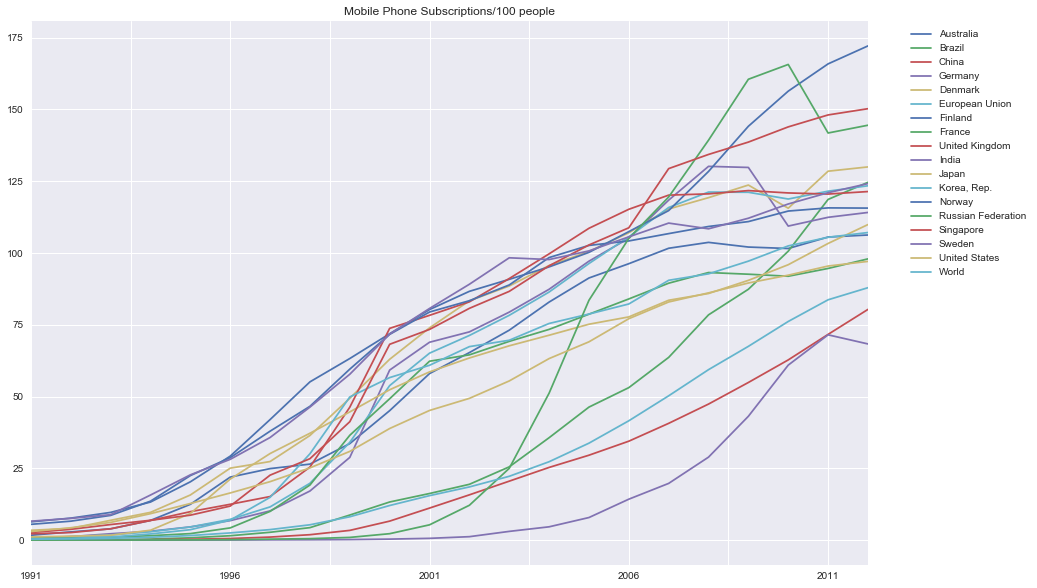 Mobile Phone Subscriptions/100 people
175
150
125
100
75
50
25
0
1991
1996
2001
2006
2011
Australia
Brazil
China
Germany
Denmark
European Union
Finland
France
United Kingdom
India
Japan
Korea, Rep.
Norway
Russian Federation
Singapore
Sweden
United States
World